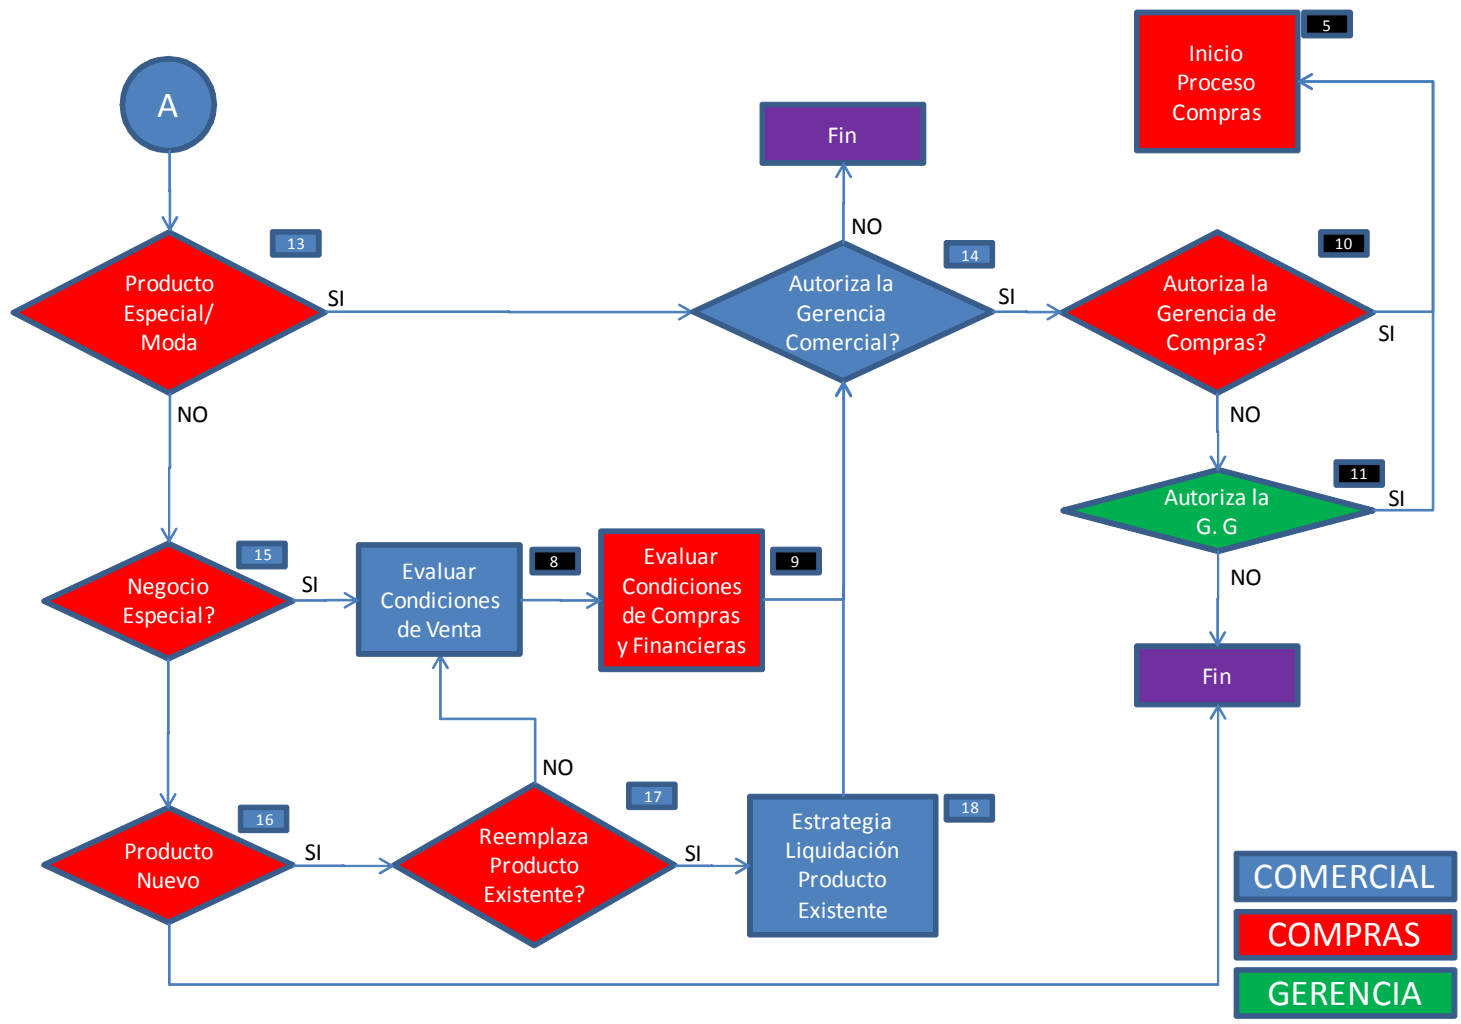 5
Inicio
Proceso
Compras
A
Fin
NO
13
14
10
Producto
Especial/
Moda
SI
Autoriza la
Gerencia
Comercial?
SI
Autoriza la
Gerencia de
Compras?
SI
NO
NO
11
Autoriza la
G. G
SI
NO
15
Negocio
Especial?
SI
Evaluar
Condiciones
de Venta
8
Evaluar
Condiciones
de Compras
y Financieras
9
Fin
NO
16
Producto
Nuevo
SI
17
Reemplaza
Producto
Existente?
SI
Estrategia
Liquidación
Producto
Existente
18
COMERCIAL
COMPRAS
GERENCIA